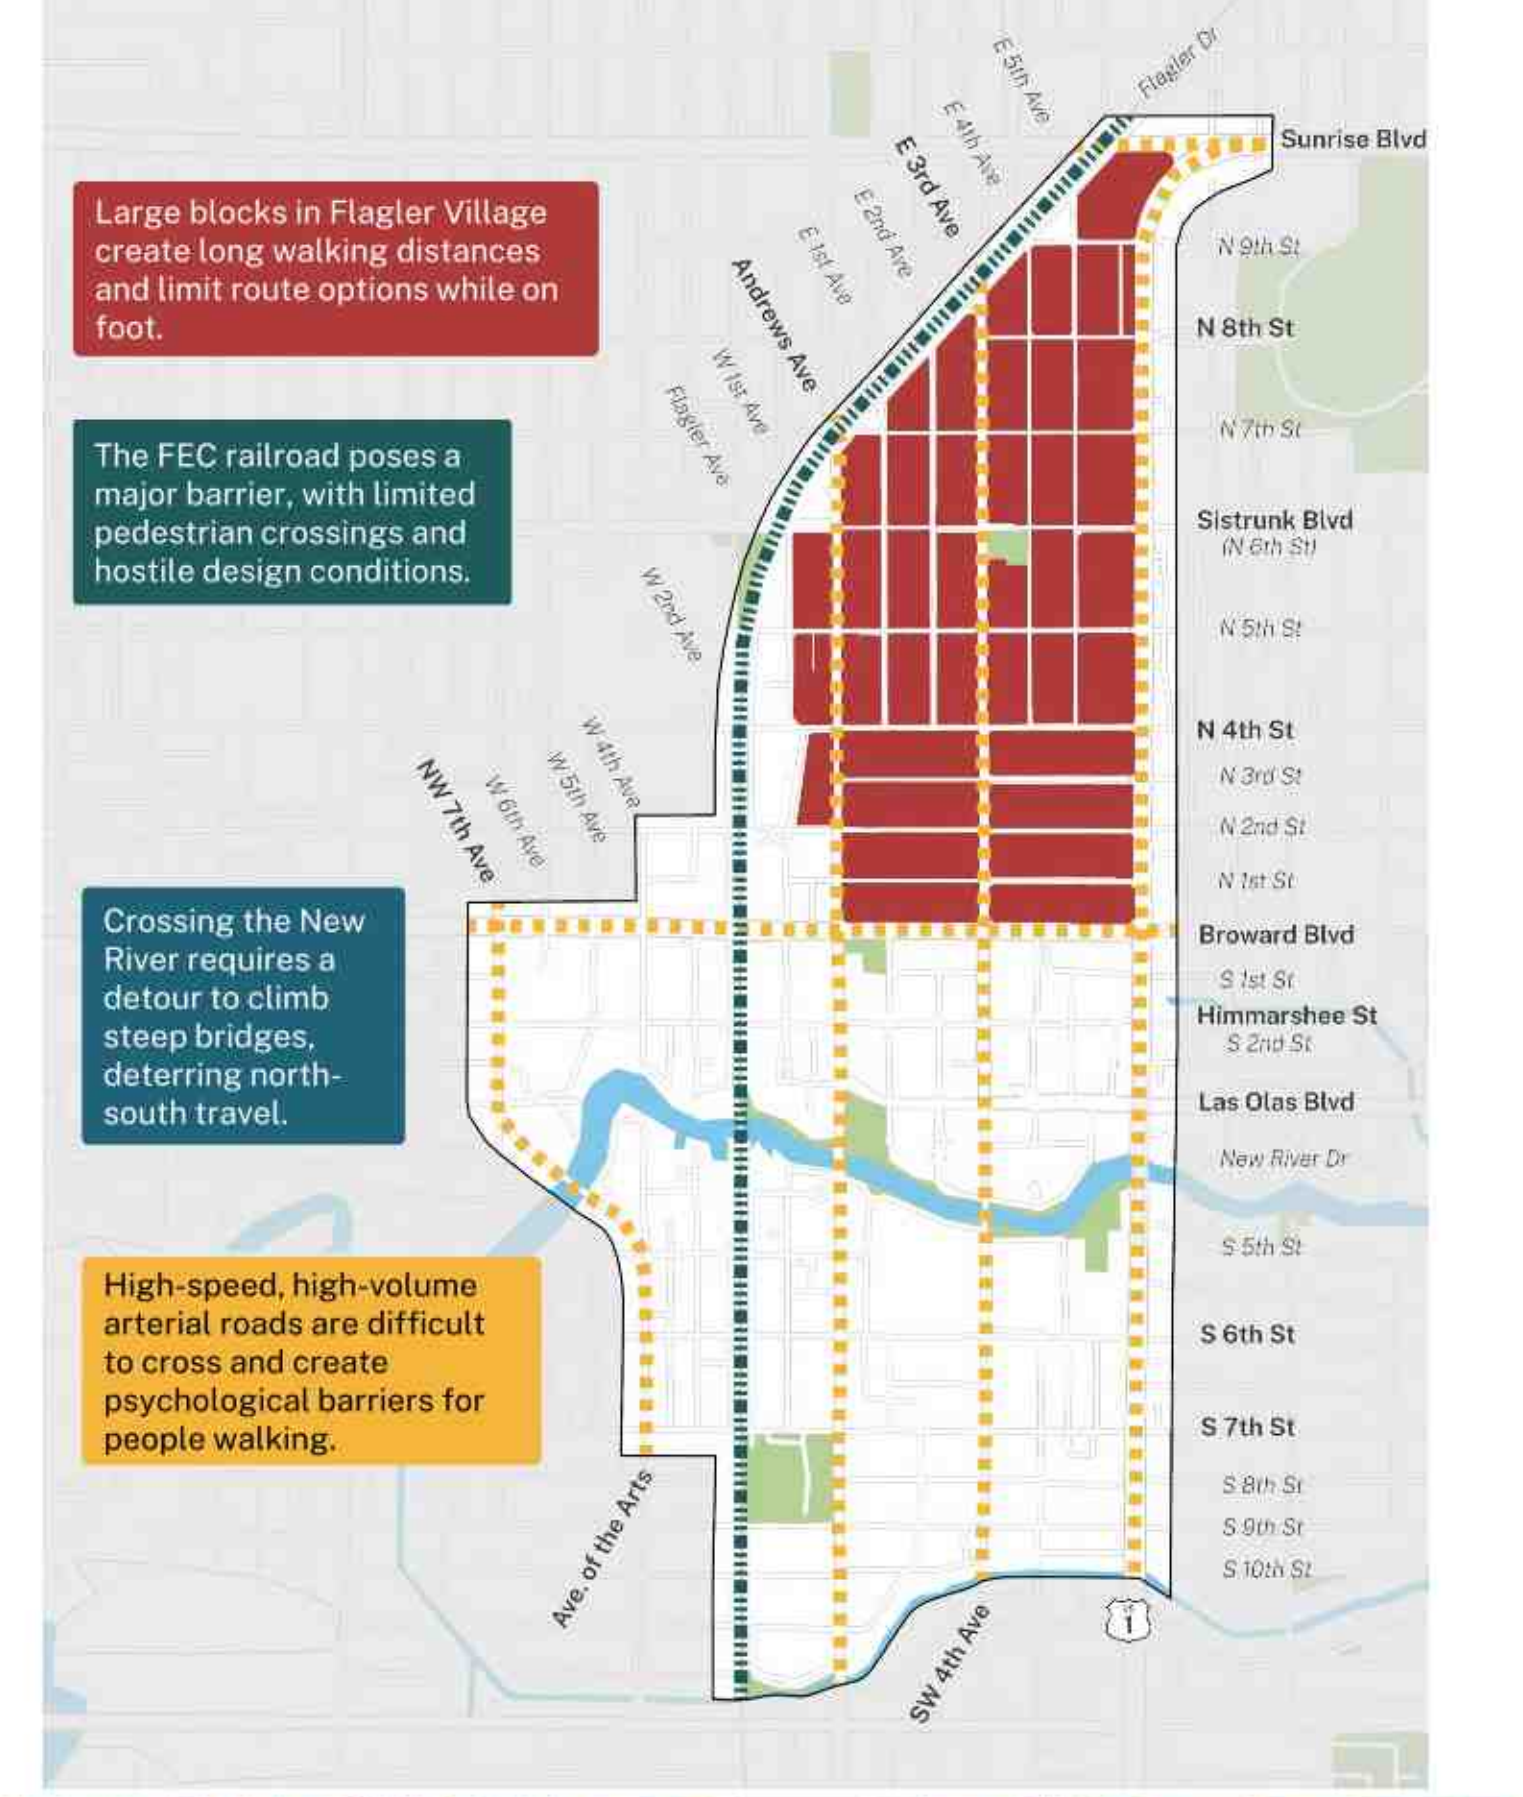 Flagler Dr
E 5th Ave
E 4th Ave
E 3rd Ave
E 2nd Ave
E 1st Ave
Andrews Ave
W 1st Ave
Flagler Ave
W 2nd Ave
W 4th Ave
W 5th Ave
W 6th Ave
NW 7th Ave
Large blocks in Flagler Village
create long walking distances
and limit route options while on
foot.
The FEC railroad poses a
major barrier, with limited
pedestrian crossings and
hostile design conditions.
Crossing the New
River requires a
detour to climb
steep bridges,
deterring north-
south travel.
High-speed, high-volume
arterial roads are difficult
to cross and create
psychological barriers for
people walking.
Sunrise Blvd
N 9th St
N 8th St
N 7th St
Sistrunk Blvd
(N 6th St)
N 5th St
N 4th St
N 3rd St
N 2nd St
N 1st St
Broward Blvd
S 1st St
Himmarshee St
S 2nd St
Las Olas Blvd
New River Dr
S 5th St
S 6th St
S 7th St
S 8th St
S 9th St
S 10th St
Ave. of the Arts
SW 4th Ave
US
1